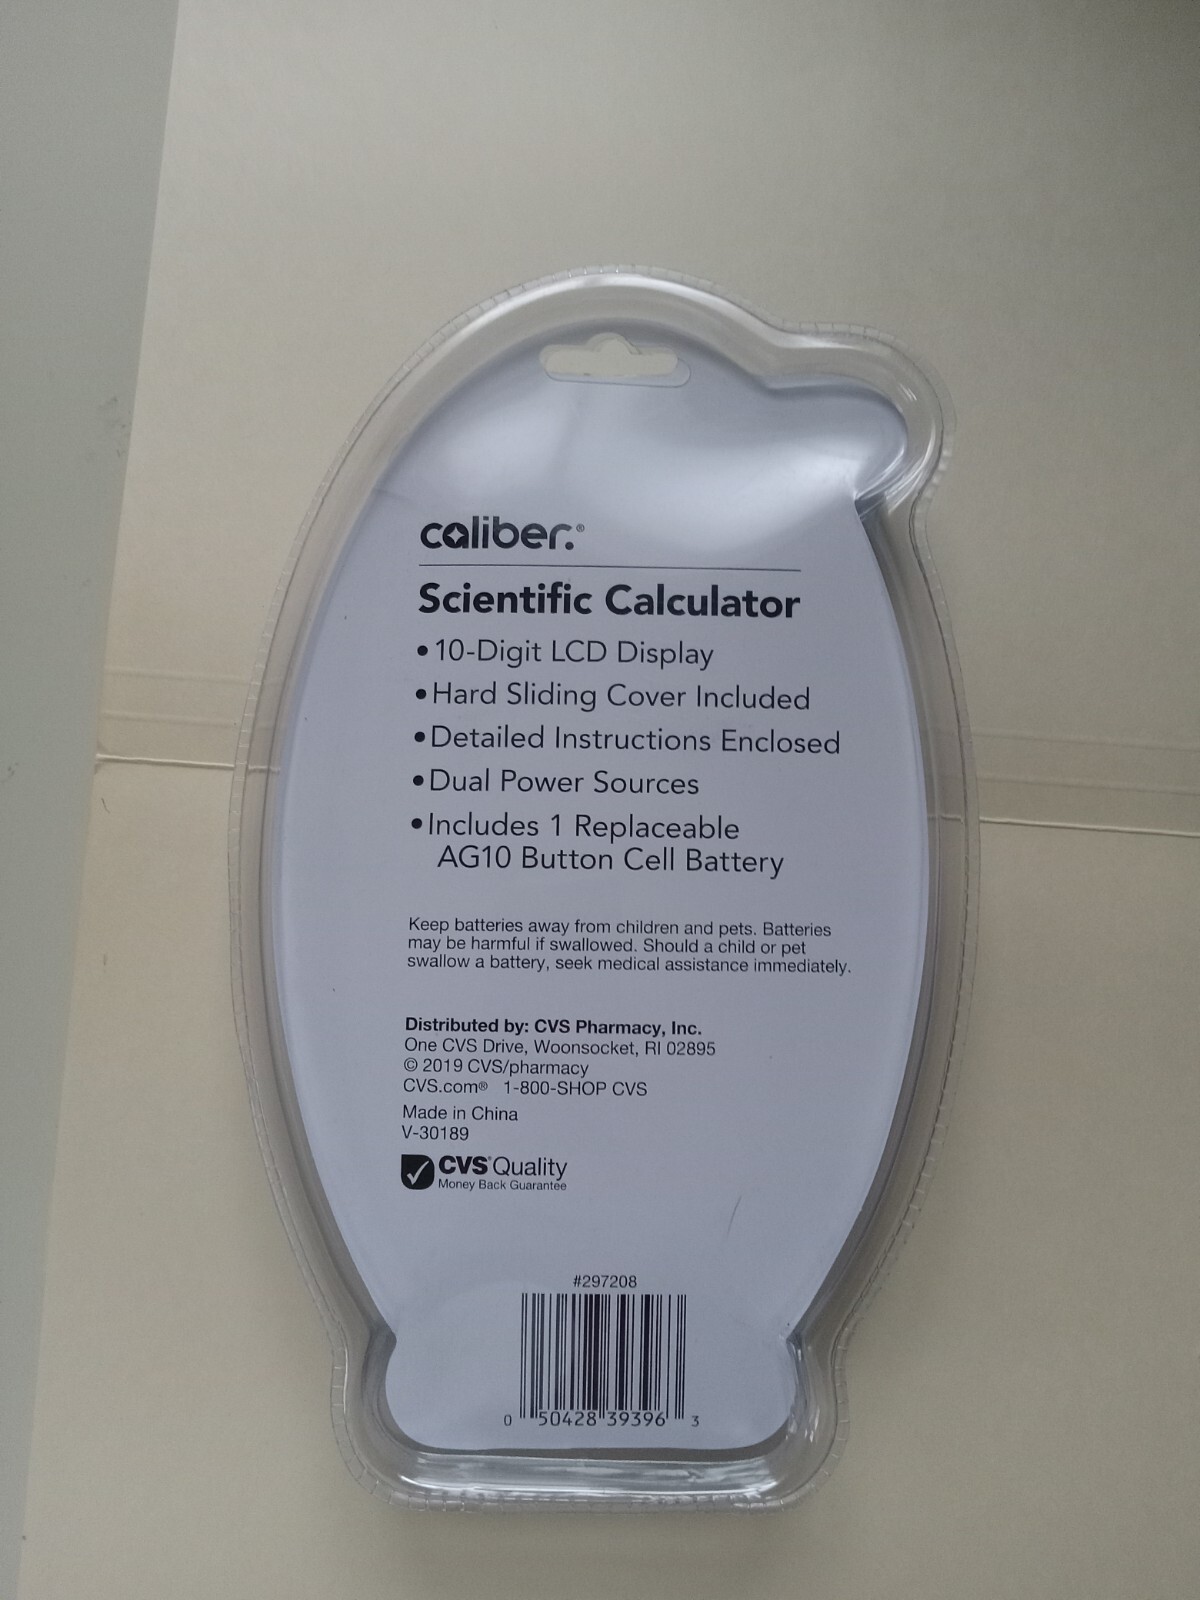 caliber.®
Scientific Calculator
•10-Digit LCD Display
•Hard Sliding Cover Included
•Detailed Instructions Enclosed
•Dual Power Sources
•Includes 1 Replaceable
AG10 Button Cell Battery
Keep batteries away from children and pets. Batteries
may be harmful if swallowed. Should a child or pet
swallow a battery, seek medical assistance immediately.
Distributed by: CVS Pharmacy, Inc.
One CVS Drive, Woonsocket, RI 02895
© 2019 CVS/pharmacy
CVS.com® 1-800-SHOP CVS
Made in China
V-30189
CVS® Quality
Money Back Guarantee
#297208
0 50428 39396 3